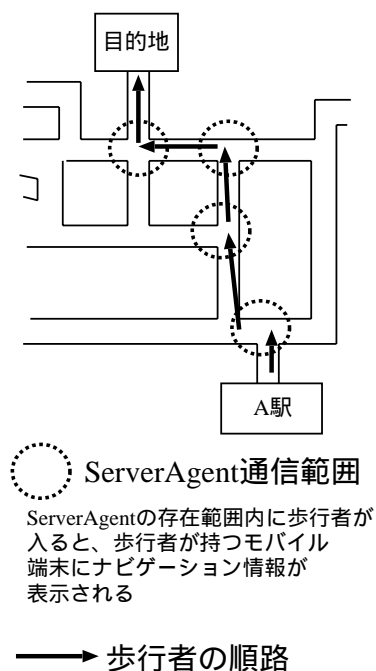 目的地
A駅
ServerAgent通信範囲
ServerAgentの存在範囲内に歩行者が
入ると、歩行者が持つモバイル
端末にナビゲーション情報が
表示される
歩行者の順路